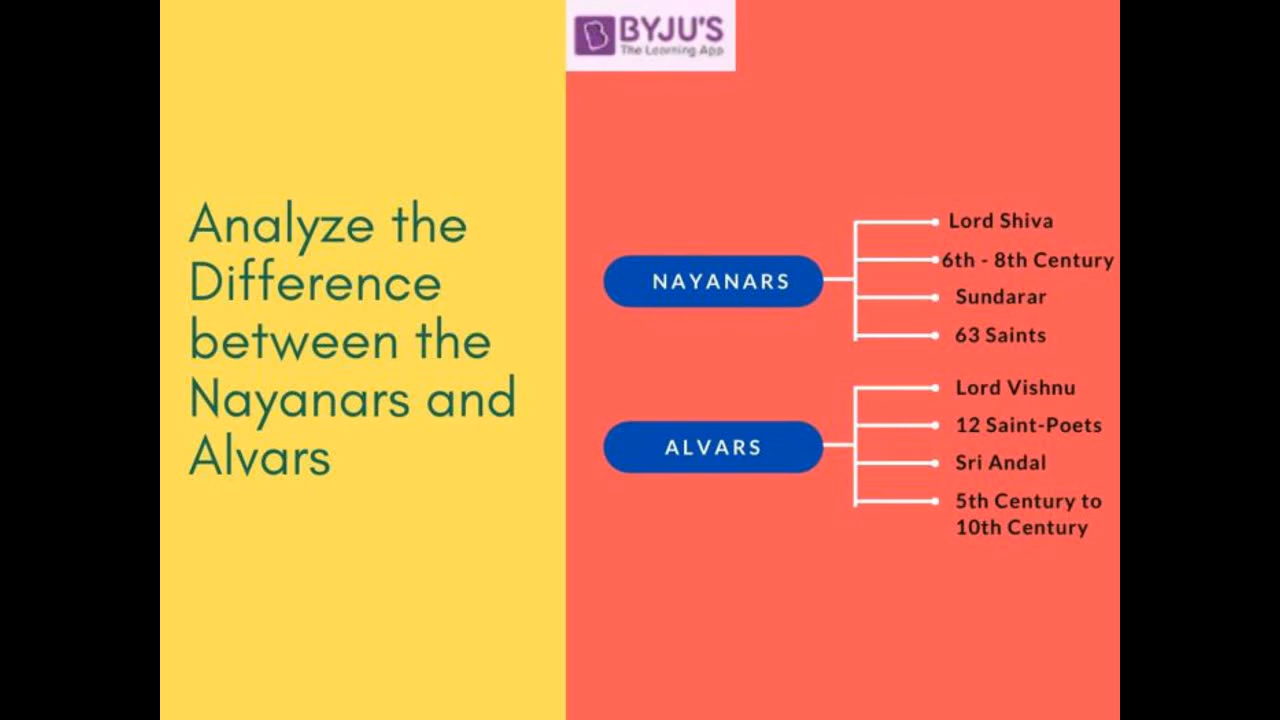 BYJU'S
The Learning App
Analyze the
Difference
between the
Nayanars and
Alvars
NAYANARS
Lord Shiva
6th - 8th Century
Sundarar
63 Saints
ALVARS
Lord Vishnu
12 Saint-Poets
Sri Andal
5th Century to
10th Century